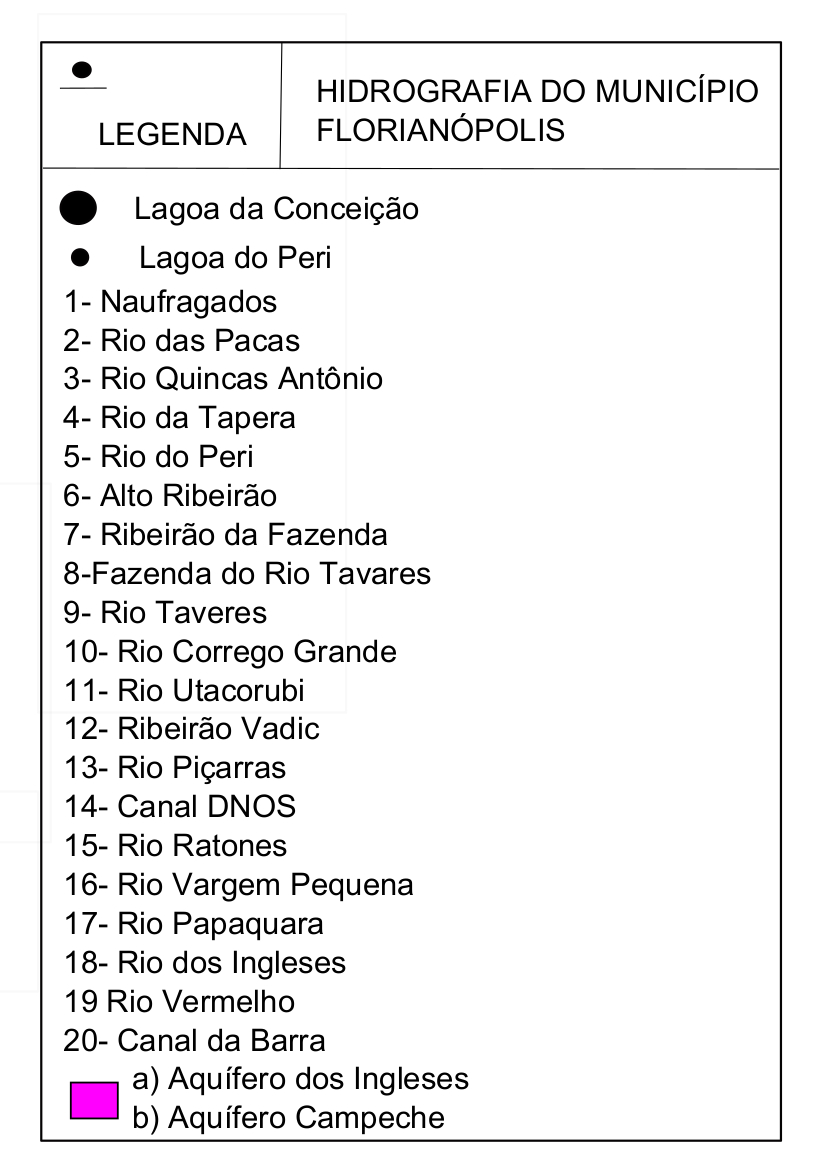 LEGENDA
HIDROGRAFIA DO MUNICÍPIO
FLORIANÓPOLIS
Lagoa da Conceição
Lagoa do Peri
1- Naufragados
2- Rio das Pacas
3- Rio Quincas Antônio
4- Rio da Tapera
5- Rio do Peri
6- Alto Ribeirão
7- Ribeirão da Fazenda
8-Fazenda do Rio Tavares
9- Rio Taveres
10- Rio Corrego Grande
11- Rio Utacorubi
12- Ribeirão Vadic
13- Rio Piçarras
14- Canal DNOS
15- Rio Ratones
16- Rio Vargem Pequena
17- Rio Papaquara
18- Rio dos Ingleses
19 Rio Vermelho
20- Canal da Barra
a) Aquífero dos Ingleses
b) Aquífero Campeche